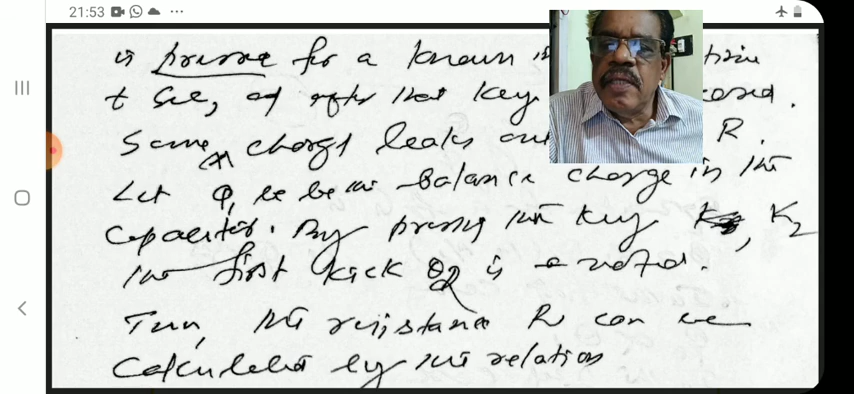 21:53
is pressed for a known time
t sec, and after that key
Some charge leaks out R.
Let Q, be be the balance charge in the
capacitor. By pressing the key K₂
the first kick θ₂ is noted.
Then, the resistance R can be
calculated by the relation